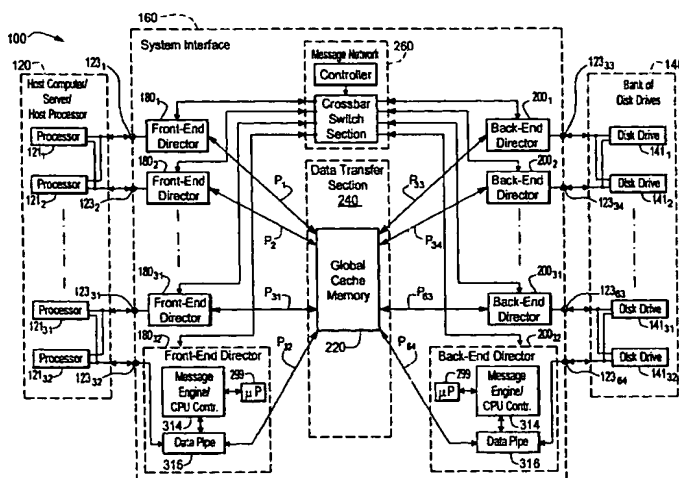 100
160
System Interface
Message Network
260
Controller
Crossbar
Switch
Section
120
Host Computer/
Server/
Host Processor
Processor
121₁
Processor
121₂
Processor
121₃₁
Processor
121₃₂
123₁
123₂
123₃₁
123₃₂
180₁
Front-End
Director
180₂
Front-End
Director
180₃₁
Front-End
Director
180₃₂
Front-End Director
Message
Engine/
CPU Contr.
299
μP
314
Data Pipe
316
P₁
P₂
P₃₁
P₃₂
Data Transfer
Section
240
Global
Cache
Memory
220
P₃₃
P₃₄
P₆₃
P₆₄
200₁
Back-End
Director
200₂
Back-End
Director
200₃₁
Back-End
Director
200₃₂
Back-End Director
299
μP
Message
Engine/
CPU Contr.
314
Data Pipe
316
123₃₃
123₃₄
123₆₃
123₆₄
Bank of
Disk Drives
Disk Drive
141₁
Disk Drive
141₂
Disk Drive
141₃₁
Disk Drive
141₃₂